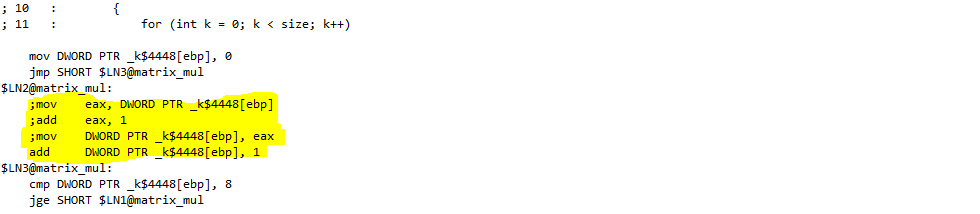 ; 10   :        {
; 11   :            for (int k = 0; k < size; k++)
mov DWORD PTR _k$4448[ebp], 0
jmp SHORT $LN3@matrix_mul
$LN2@matrix_mul:
;mov    eax, DWORD PTR _k$4448[ebp]
;add    eax, 1
;mov    DWORD PTR _k$4448[ebp], eax
add    DWORD PTR _k$4448[ebp], 1
$LN3@matrix_mul:
cmp DWORD PTR _k$4448[ebp], 8
jge SHORT $LN1@matrix_mul